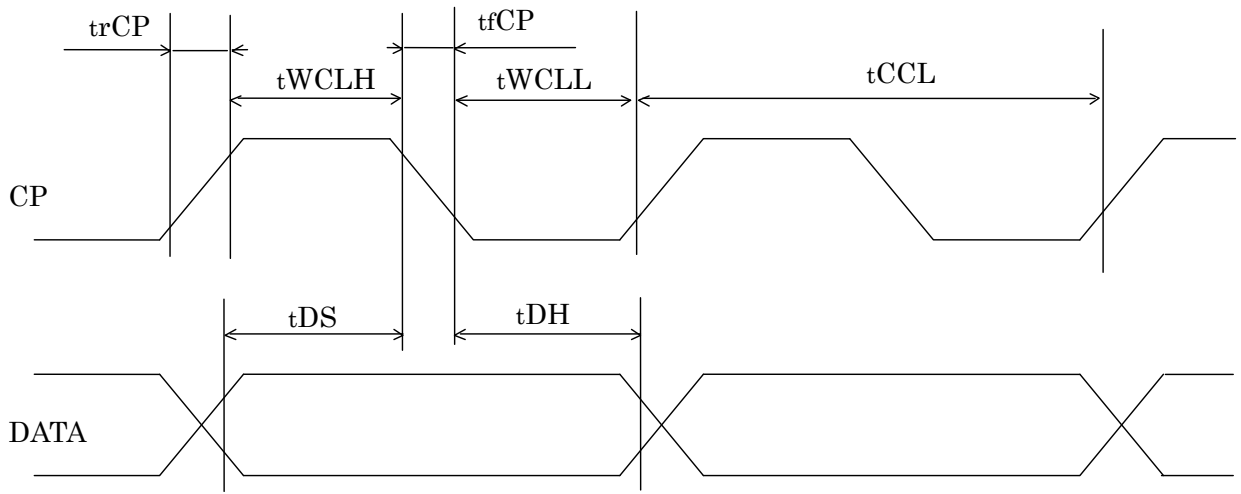 trCP
tfCP
tWCLH
tWCLL
tCCL
CP
tDS
tDH
DATA